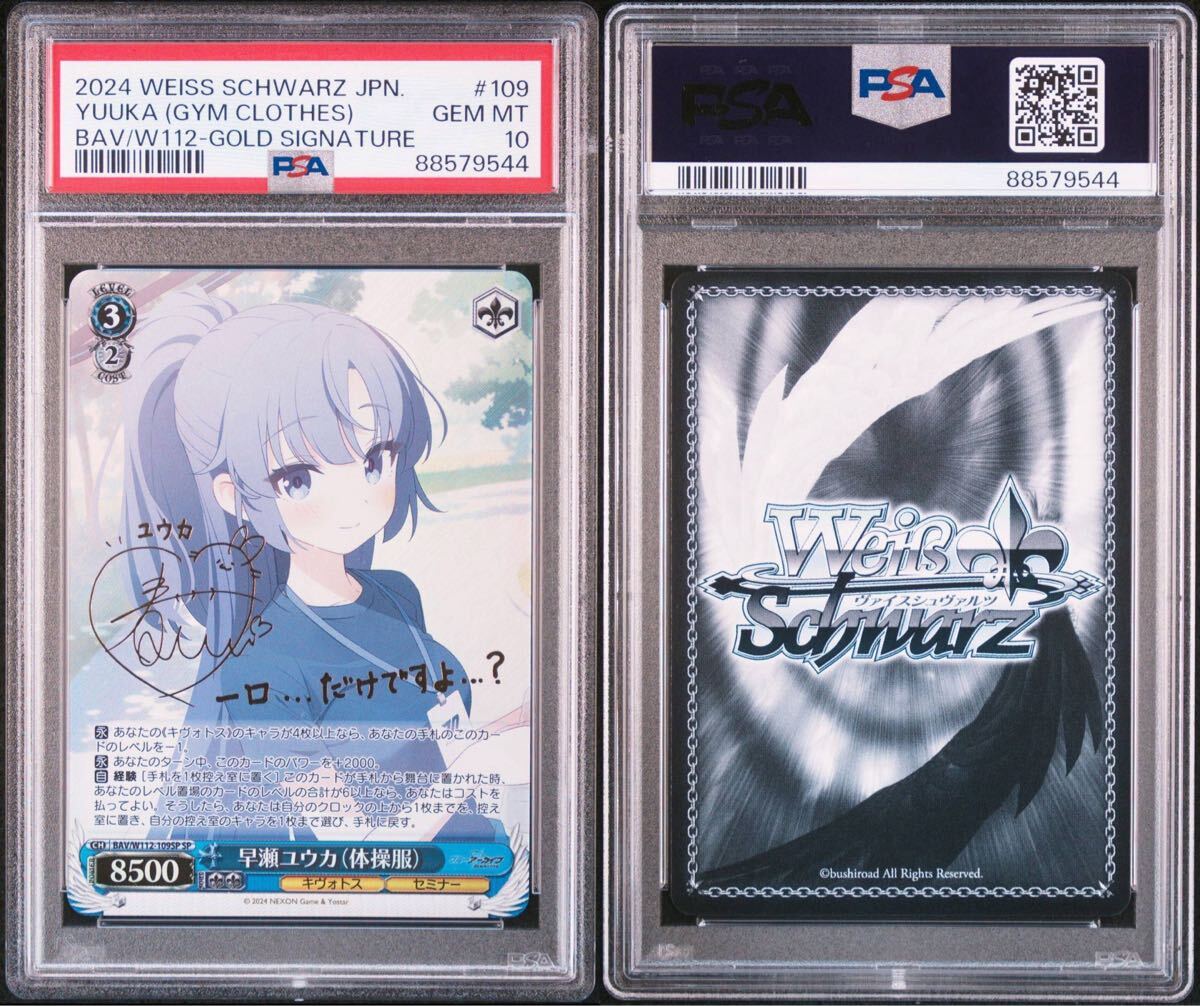 2024 WEISS SCHWARZ JPN. #109
YUUKA (GYM CLOTHES) GEM MT
BAV/W112-GOLD SIGNATURE 10
PSA 88579544
LEVEL
3
2
COST
ユウカ
一口…だけですよ…?
永 あなたの《キヴォトス》のキャラが4枚以上なら、あなたの手札のこのカー
ドのレベルを－1。
永 あなたのターン中、このカードのパワーを＋2000。
自 経験 [手札を1枚控え室に置く] このカードが手札から舞台に置かれた時、
あなたのレベル置場のカードのレベルの合計が6以上なら、あなたはコストを
払ってよい。そうしたら、あなたは自分のクロックの上から1枚までを、控え
室に置き、自分の控え室のキャラを1枚まで選び、手札に戻す。
CH BAV/W112-109SP SP
早瀬ユウカ(体操服)
8500
キヴォトス セミナー
© 2024 NEXON Game & Yostar
PSA
PSA PSA
88579544
Weiß
ヴァイスシュヴァルツ
Schwarz
©bushiroad All Rights Reserved.
PSA